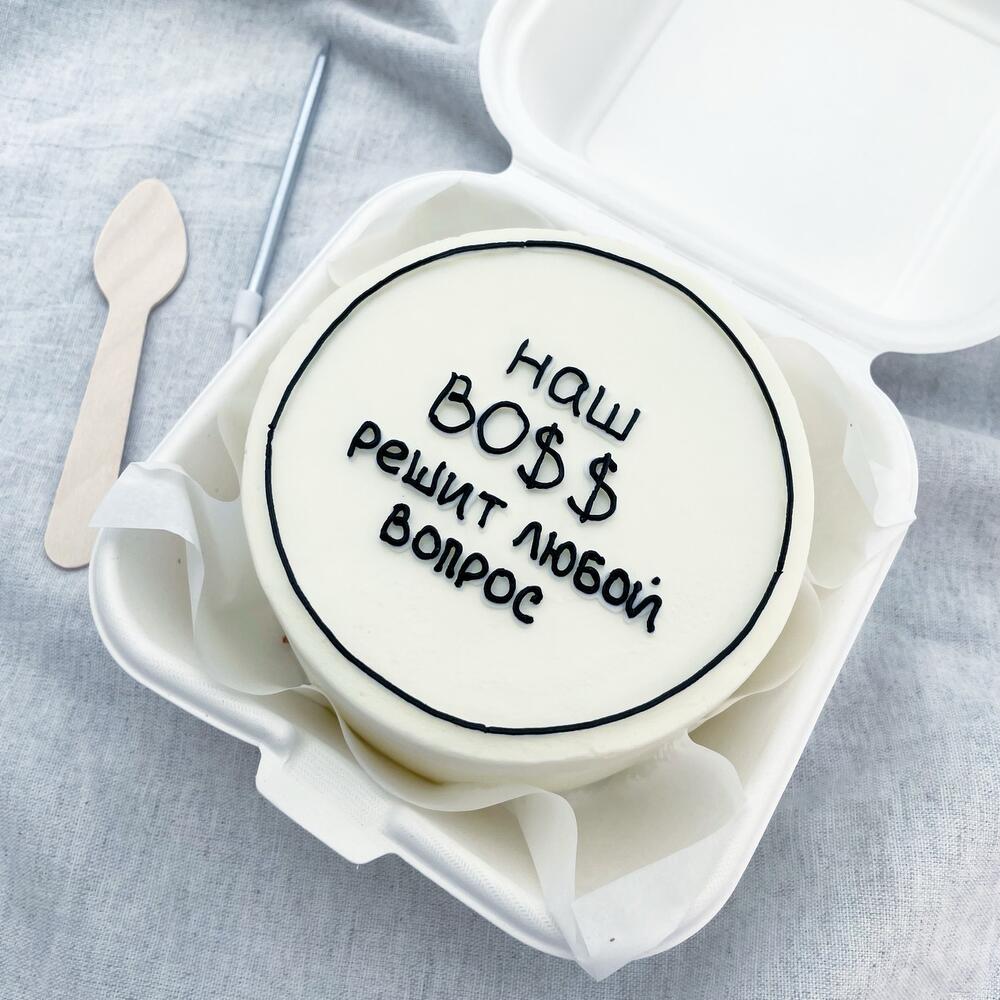 наш
BO$$
решит любой
вопрос